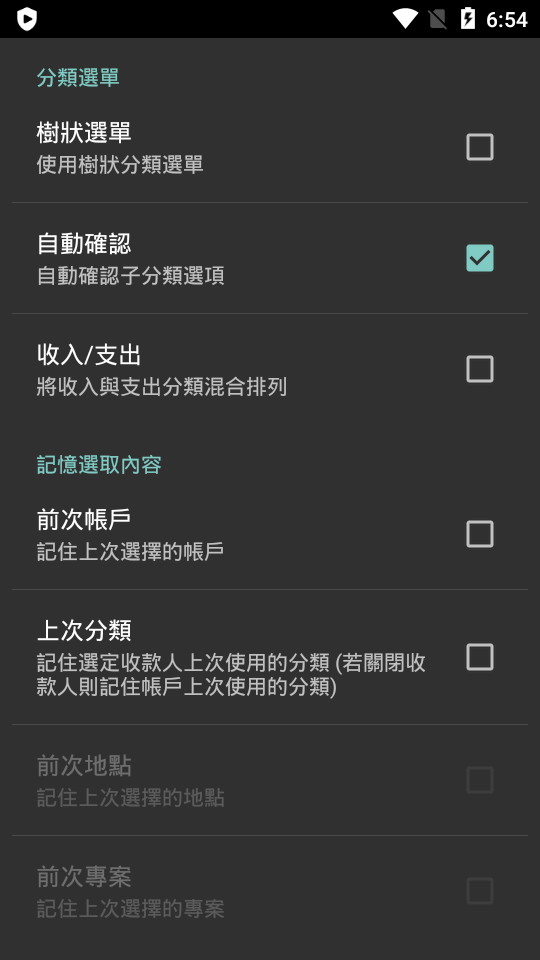 6:54
分類選單
樹狀選單
使用樹狀分類選單
自動確認
自動確認子分類選項
收入/支出
將收入與支出分類混合排列
記憶選取內容
前次帳戶
記住上次選擇的帳戶
上次分類
記住選定收款人上次使用的分類 (若關閉收
款人則記住帳戶上次使用的分類)
前次地點
記住上次選擇的地點
前次專案
記住上次選擇的專案